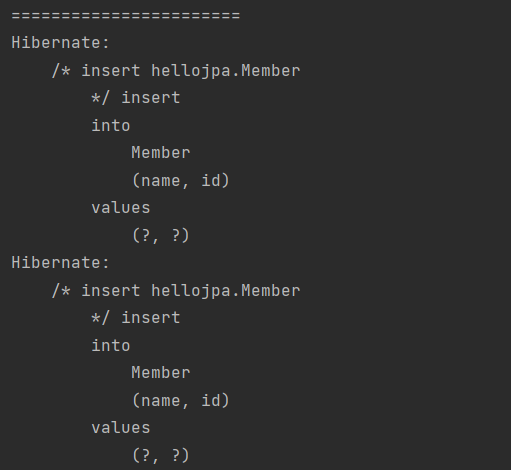 =======================
Hibernate:
    /* insert hellojpa.Member
        */ insert
        into
            Member
            (name, id)
        values
            (?, ?)
Hibernate:
    /* insert hellojpa.Member
        */ insert
        into
            Member
            (name, id)
        values
            (?, ?)